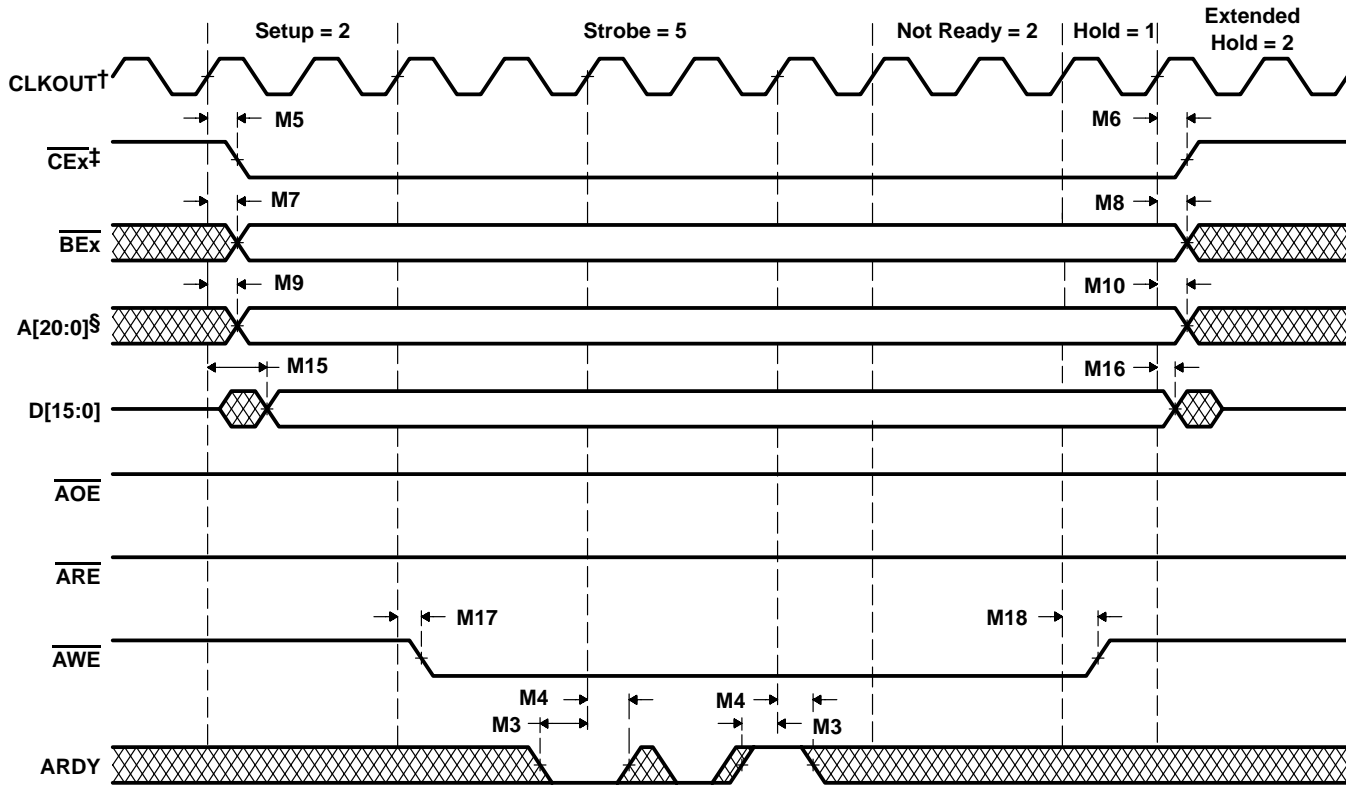 Setup = 2
Strobe = 5
Not Ready = 2
Hold = 1
Extended
Hold = 2
CLKOUT†
M5
M6
CEx‡
M7
M8
BEx
M9
M10
A[20:0]§
M15
M16
D[15:0]
AOE
ARE
M17
M18
AWE
M4
M4
M3
M3
ARDY